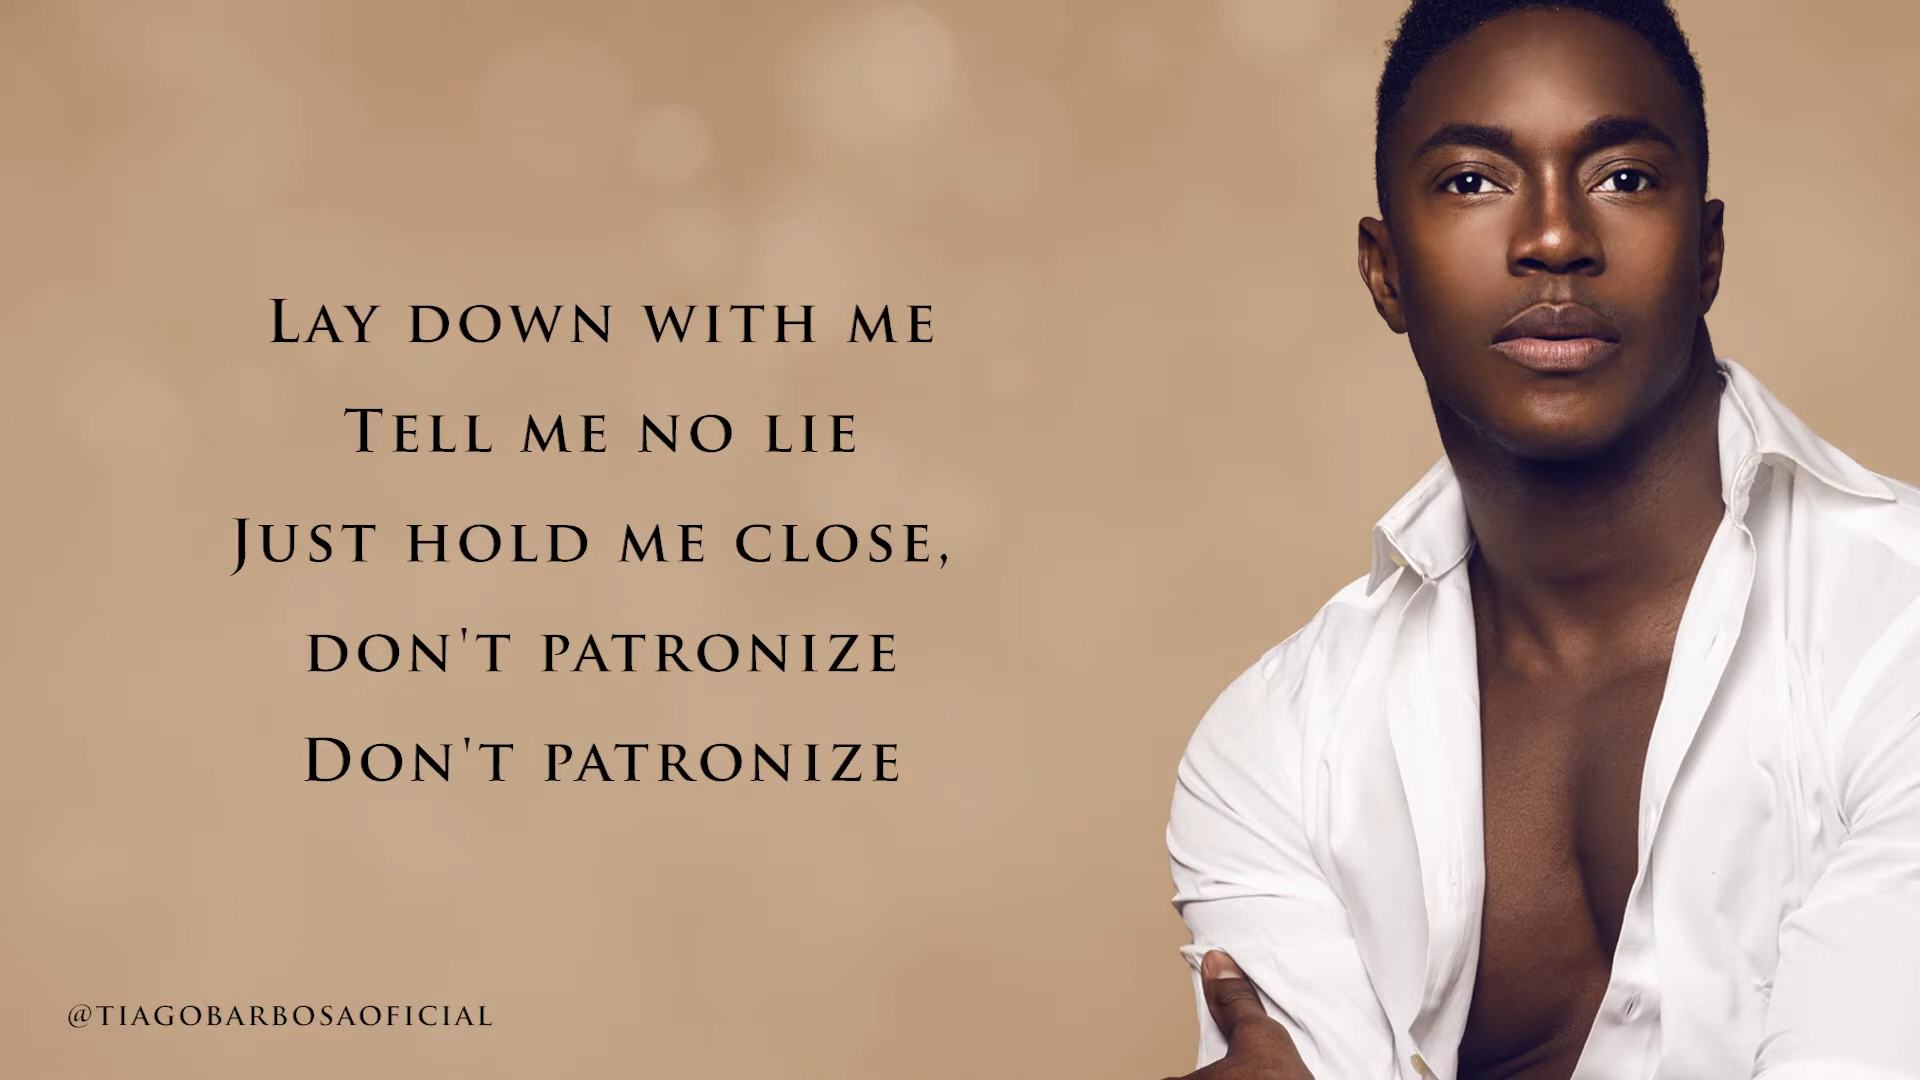 Lay down with me
Tell me no lie
Just hold me close,
don't patronize
Don't patronize
@tiagobarbosaoficial